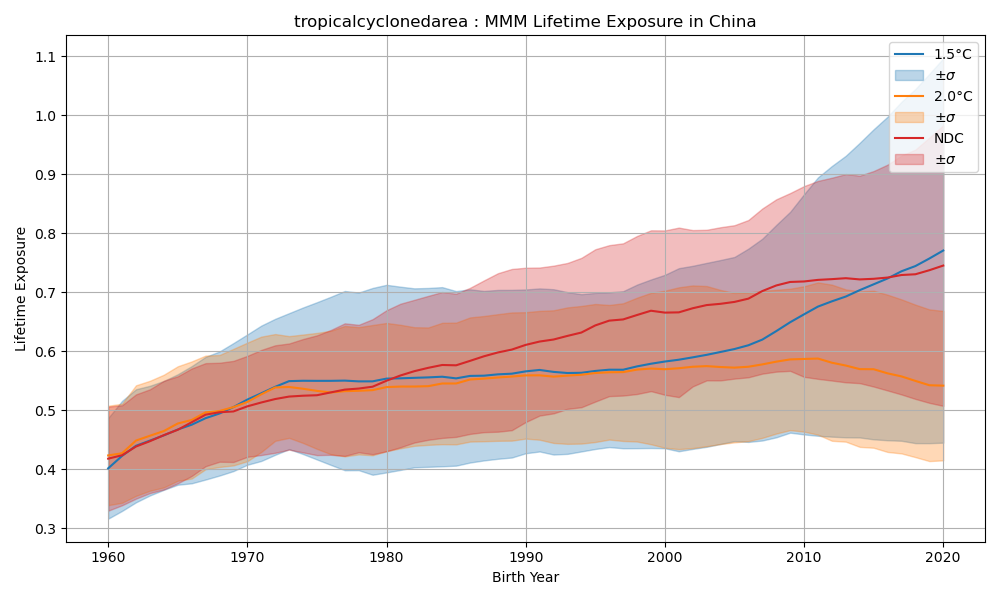 tropicalcyclonedarea : MMM Lifetime Exposure in China
1.1
1.0
0.9
0.8
0.7
0.6
0.5
0.4
0.3
Lifetime Exposure
1960
1970
1980
1990
2000
2010
2020
Birth Year
1.5°C
±σ
2.0°C
±σ
NDC
±σ